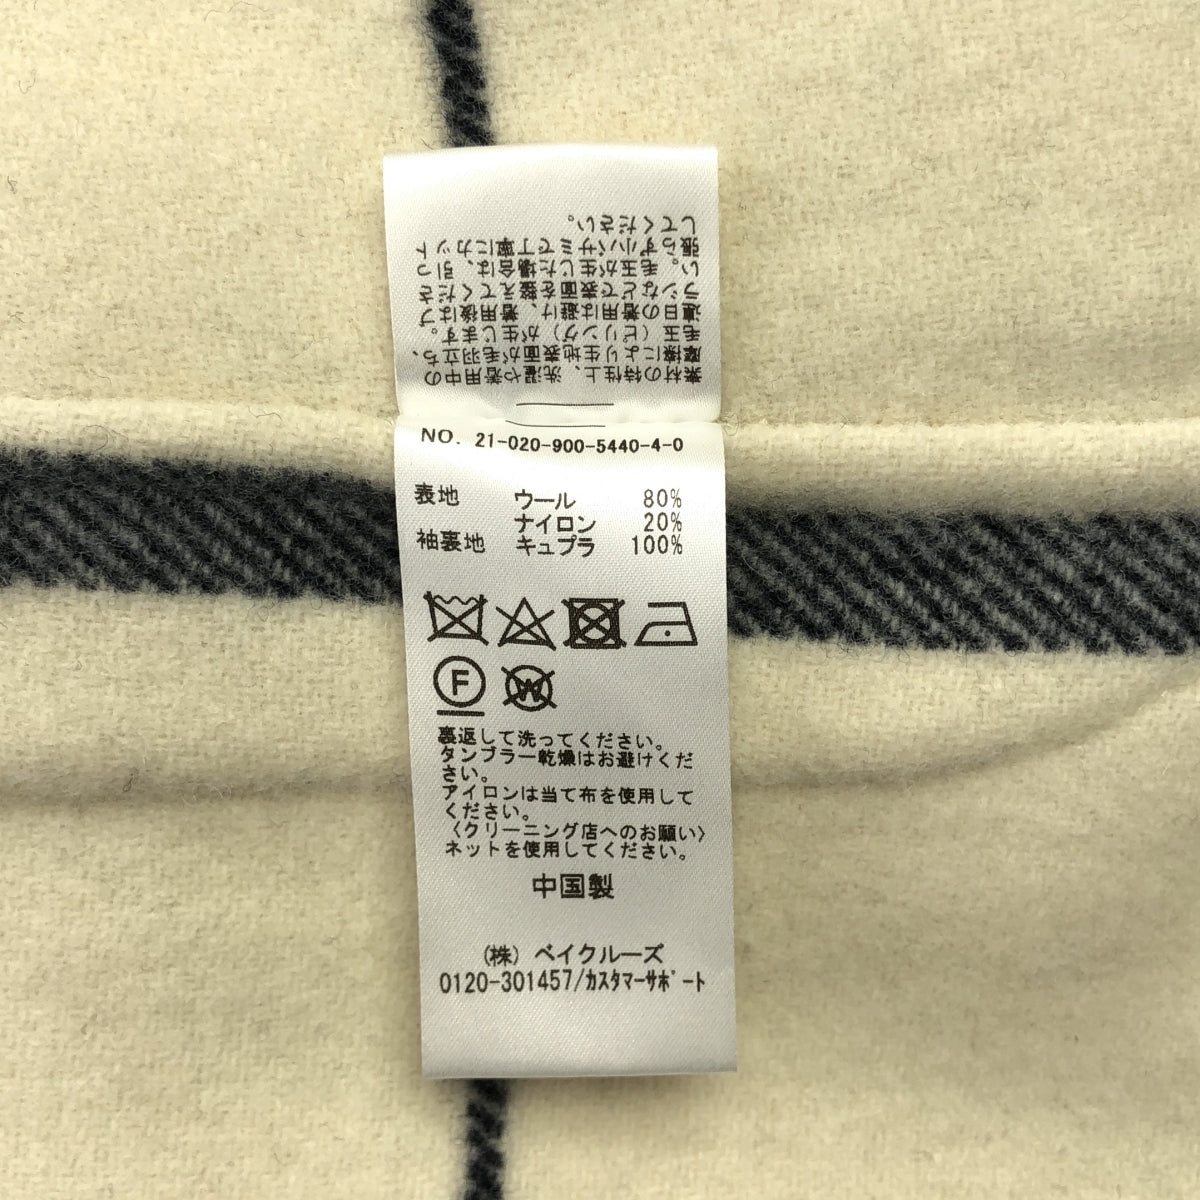 素材の特性上、洗濯や着用中の
摩擦により生地表面が毛羽立ち、
毛玉（ピリング）が生じます。
連日の着用は避け、着用後はブ
ラシなどで表面を整えてくださ
い。毛玉が生じた場合は、引っ
張らず小バサミで丁寧にカット
してください。
NO. 21-020-900-5440-4-0
表地 ウール 80%
ナイロン 20%
袖裏地 キュプラ 100%
F W
裏返して洗ってください。
タンブラー乾燥はお避けくだ
さい。
アイロンは当て布を使用して
ください。
〈クリーニング店へのお願い〉
ネットを使用してください。
中国製
(株) ベイクルーズ
0120-301457/ｶｽﾀﾏｰｻﾎﾟｰﾄ